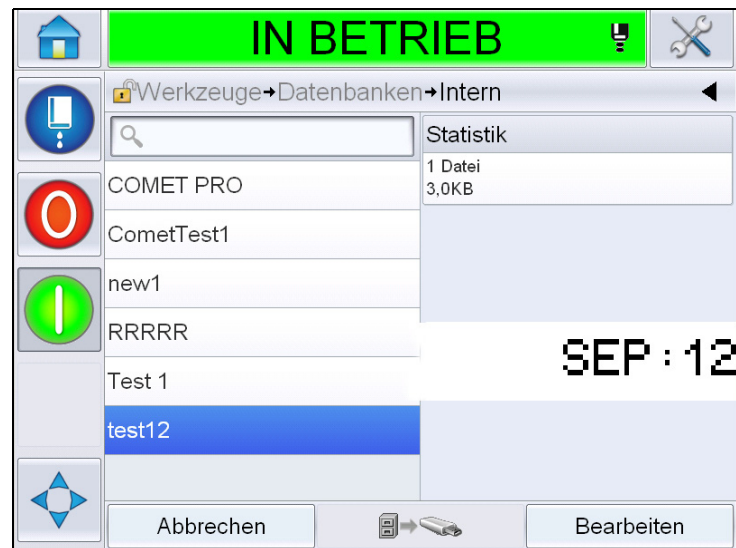 IN BETRIEB
Werkzeuge→Datenbanken→Intern
Statistik
1 Datei
3,0KB
COMET PRO
CometTest1
new1
RRRRR
Test 1
test12
SEP:12
Abbrechen
Bearbeiten